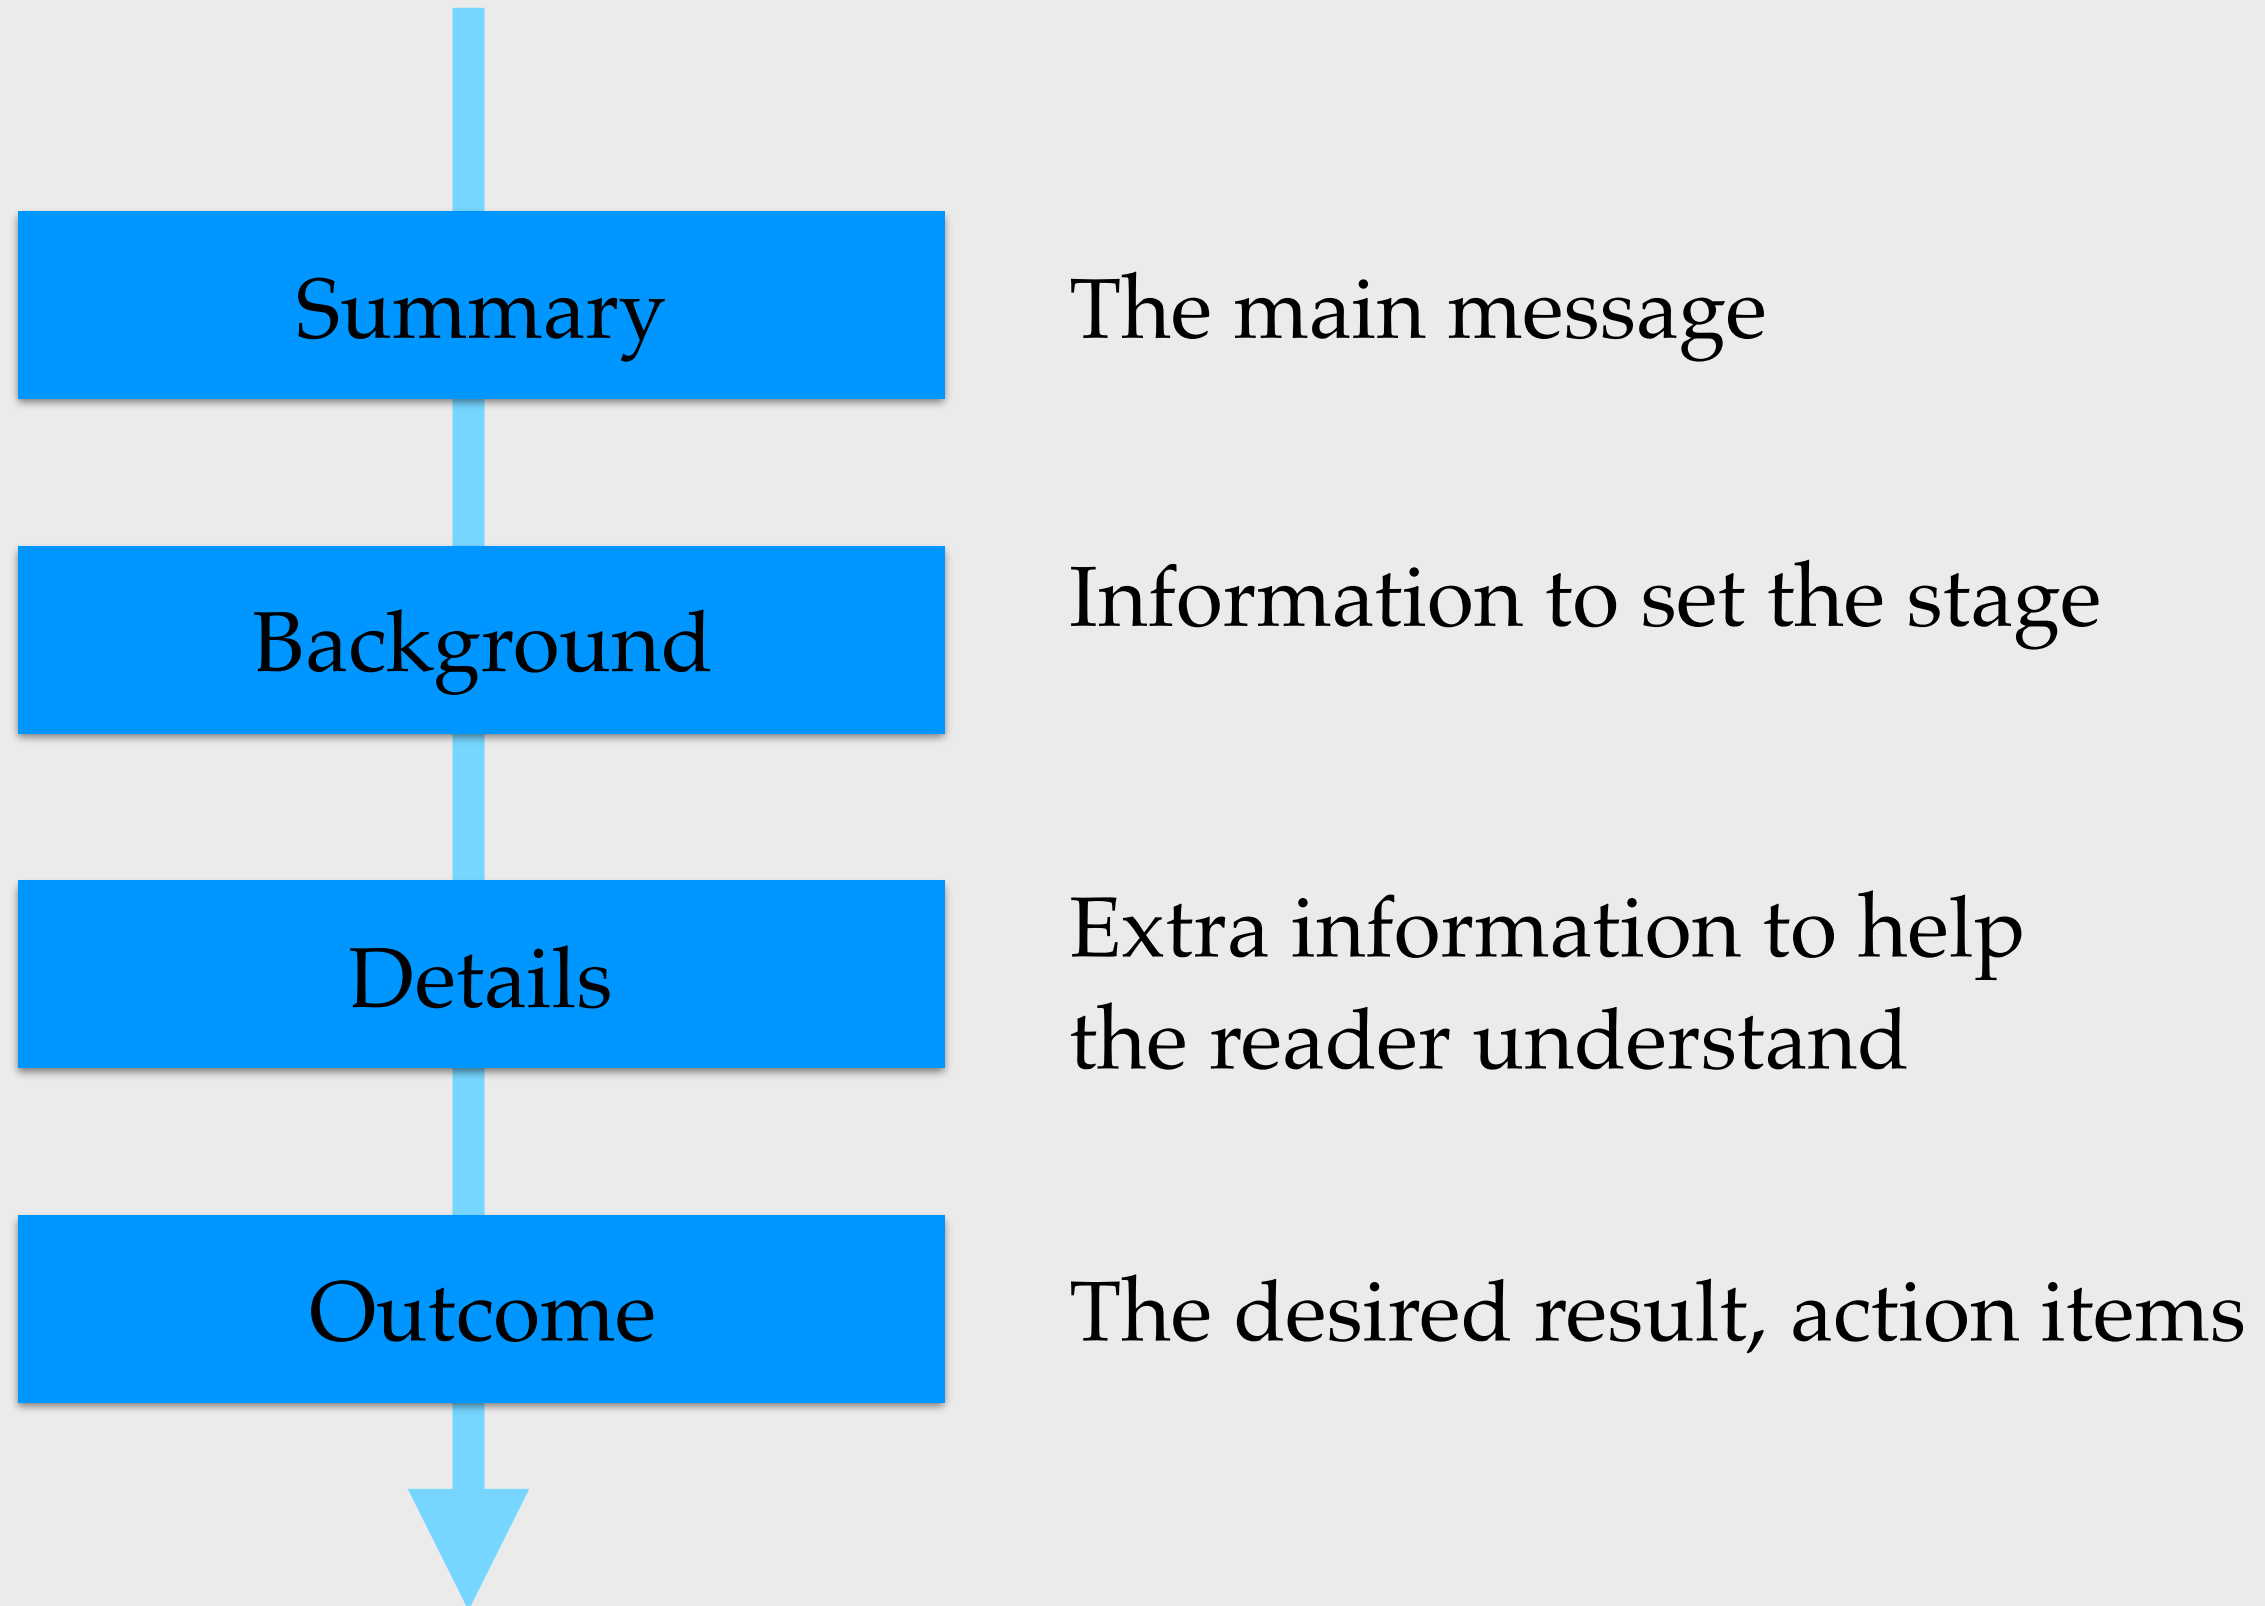 Summary
The main message
Background
Information to set the stage
Details
Extra information to help
the reader understand
Outcome
The desired result, action items